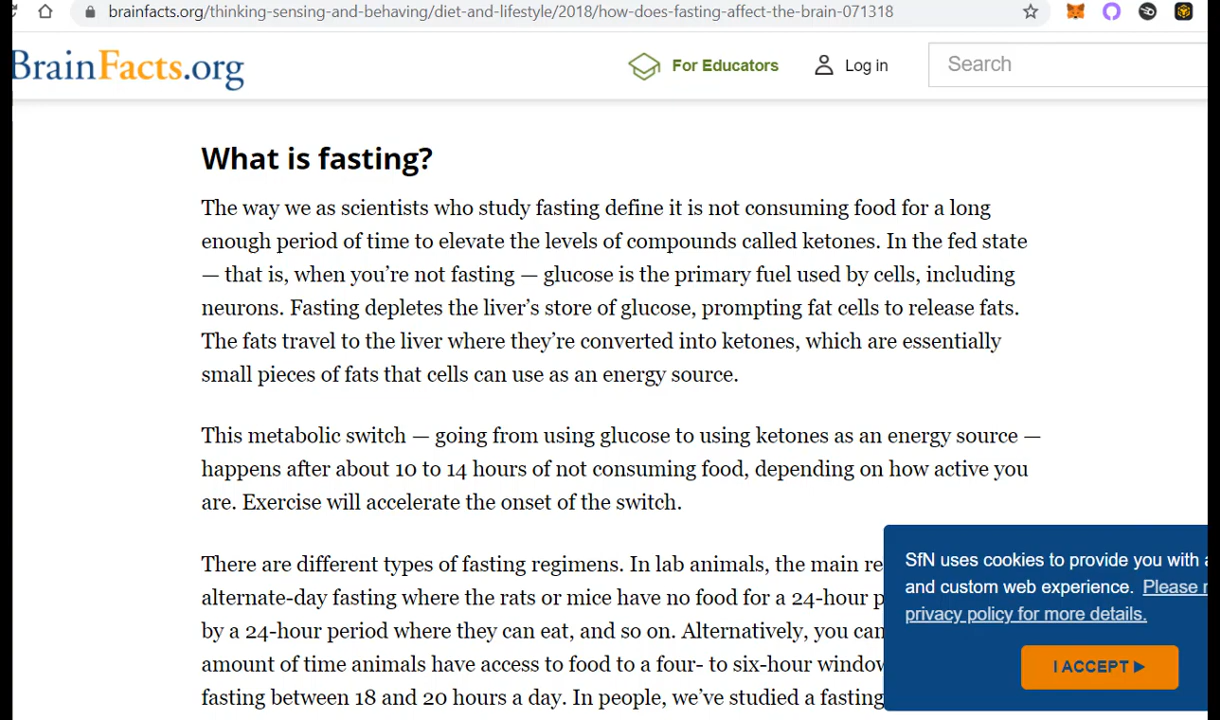 brainfacts.org/thinking-sensing-and-behaving/diet-and-lifestyle/2018/how-does-fasting-affect-the-brain-071318
BrainFacts.org
For Educators
Log in
Search
What is fasting?
The way we as scientists who study fasting define it is not consuming food for a long
enough period of time to elevate the levels of compounds called ketones. In the fed state
— that is, when you're not fasting — glucose is the primary fuel used by cells, including
neurons. Fasting depletes the liver's store of glucose, prompting fat cells to release fats.
The fats travel to the liver where they're converted into ketones, which are essentially
small pieces of fats that cells can use as an energy source.
This metabolic switch — going from using glucose to using ketones as an energy source —
happens after about 10 to 14 hours of not consuming food, depending on how active you
are. Exercise will accelerate the onset of the switch.
There are different types of fasting regimens. In lab animals, the main re
alternate-day fasting where the rats or mice have no food for a 24-hour p
by a 24-hour period where they can eat, and so on. Alternatively, you can
amount of time animals have access to food to a four- to six-hour window
fasting between 18 and 20 hours a day. In people, we've studied a fasting
SfN uses cookies to provide you with a
and custom web experience. Please r
privacy policy for more details.
I ACCEPT